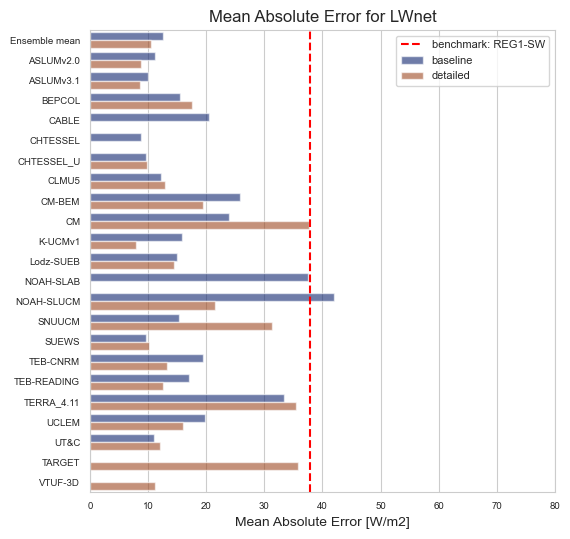 Mean Absolute Error for LWnet
benchmark: REG1-SW
baseline
detailed
Ensemble mean
ASLUMv2.0
ASLUMv3.1
BEPCOL
CABLE
CHTESSEL
CHTESSEL_U
CLMU5
CM-BEM
CM
K-UCMv1
Lodz-SUEB
NOAH-SLAB
NOAH-SLUCM
SNUUCM
SUEWS
TEB-CNRM
TEB-READING
TERRA_4.11
UCLEM
UT&C
TARGET
VTUF-3D
0 10 20 30 40 50 60 70 80
Mean Absolute Error [W/m2]